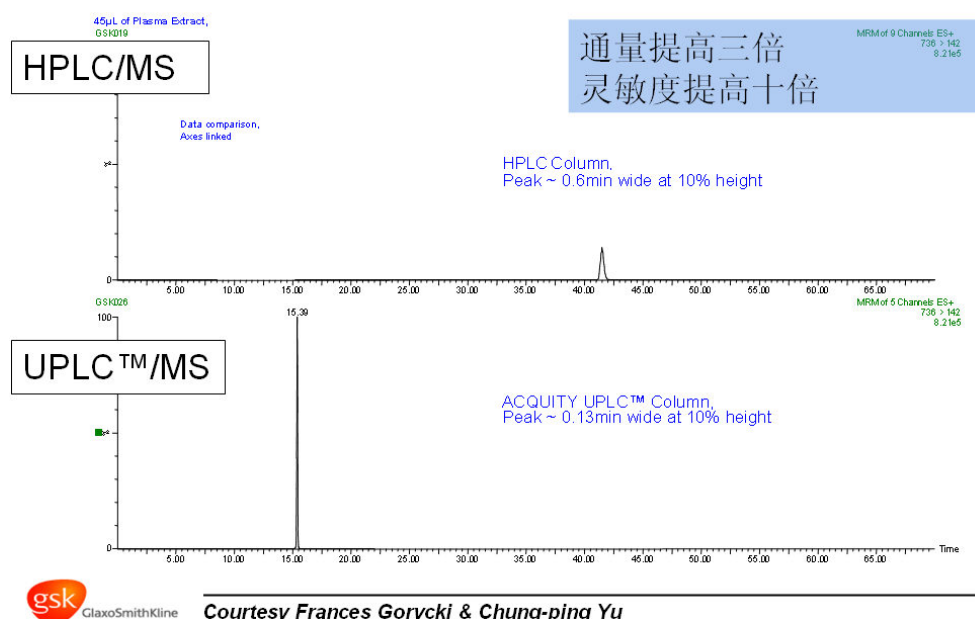 45µL of Plasma Extract,
GSK019
HPLC/MS
通量提高三倍
灵敏度提高十倍
MRM of 9 Channels ES+
736 > 142
8.21e5
Data comparison,
Axes linked
HPLC Column,
Peak ~ 0.6min wide at 10% height
0
5.00 10.00 15.00 20.00 25.00 30.00 35.00 40.00 45.00 50.00 55.00 60.00 65.00
GSK026
MRM of 5 Channels ES+
736 > 142
8.21e5
15.39
100
UPLC™/MS
ACQUITY UPLC™ Column,
Peak ~ 0.13min wide at 10% height
0
Time
5.00 10.00 15.00 20.00 25.00 30.00 35.00 40.00 45.00 50.00 55.00 60.00 65.00
gsk
GlaxoSmithKline
Courtesy Frances Gorycki & Chung-ping Yu